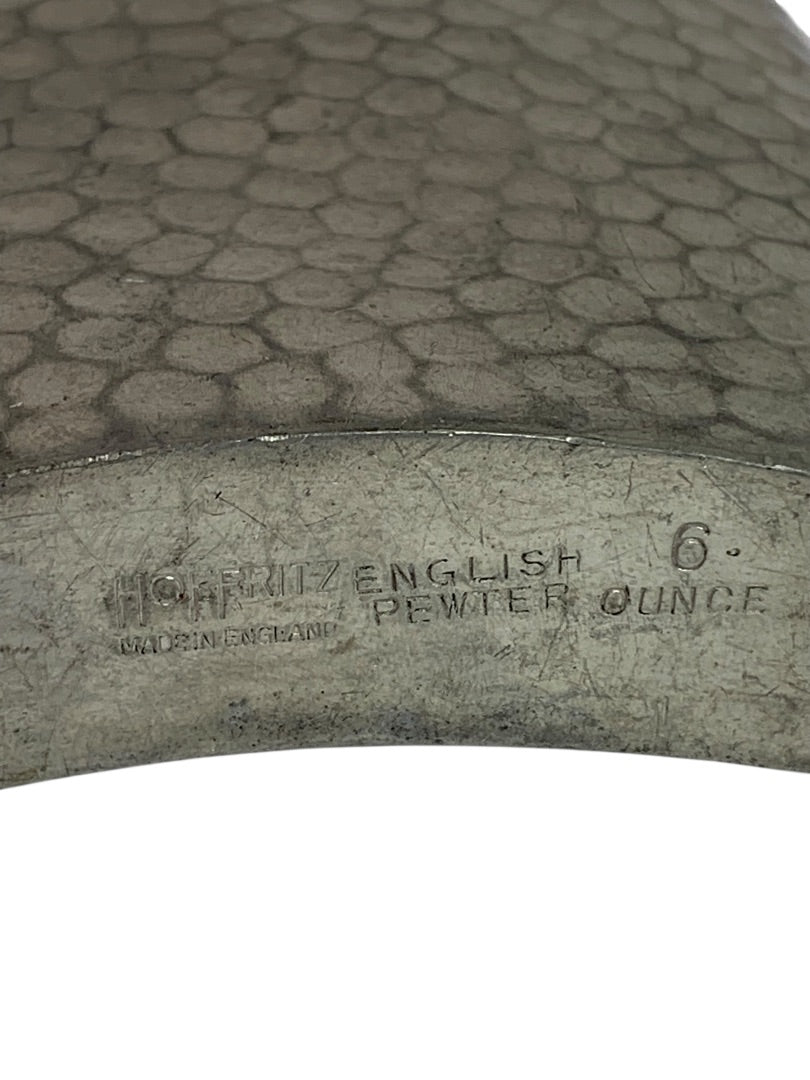 HOFFRITZ
MADE IN ENGLAND
ENGLISH
PEWTER
6.
OUNCE